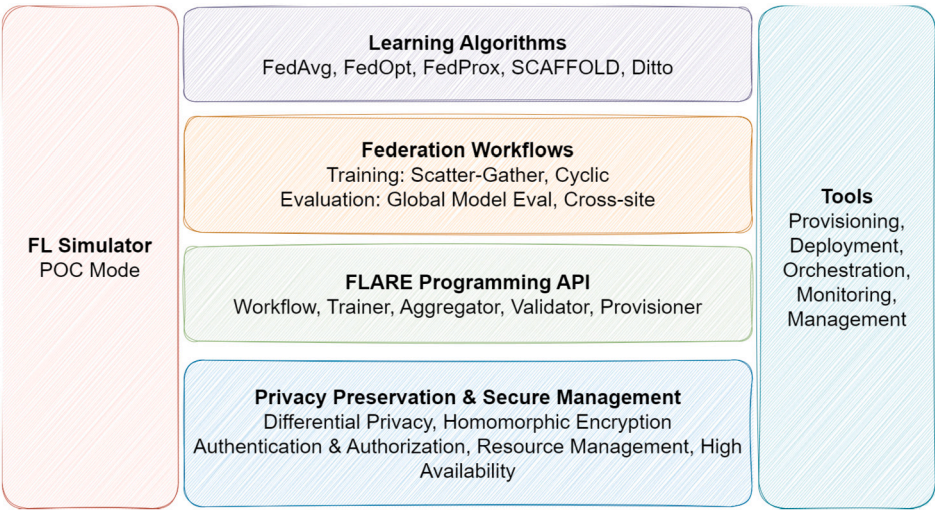 FL Simulator
POC Mode
Learning Algorithms
FedAvg, FedOpt, FedProx, SCAFFOLD, Ditto
Federation Workflows
Training: Scatter-Gather, Cyclic
Evaluation: Global Model Eval, Cross-site
FLARE Programming API
Workflow, Trainer, Aggregator, Validator, Provisioner
Privacy Preservation & Secure Management
Differential Privacy, Homomorphic Encryption
Authentication & Authorization, Resource Management, High
Availability
Tools
Provisioning,
Deployment,
Orchestration,
Monitoring,
Management